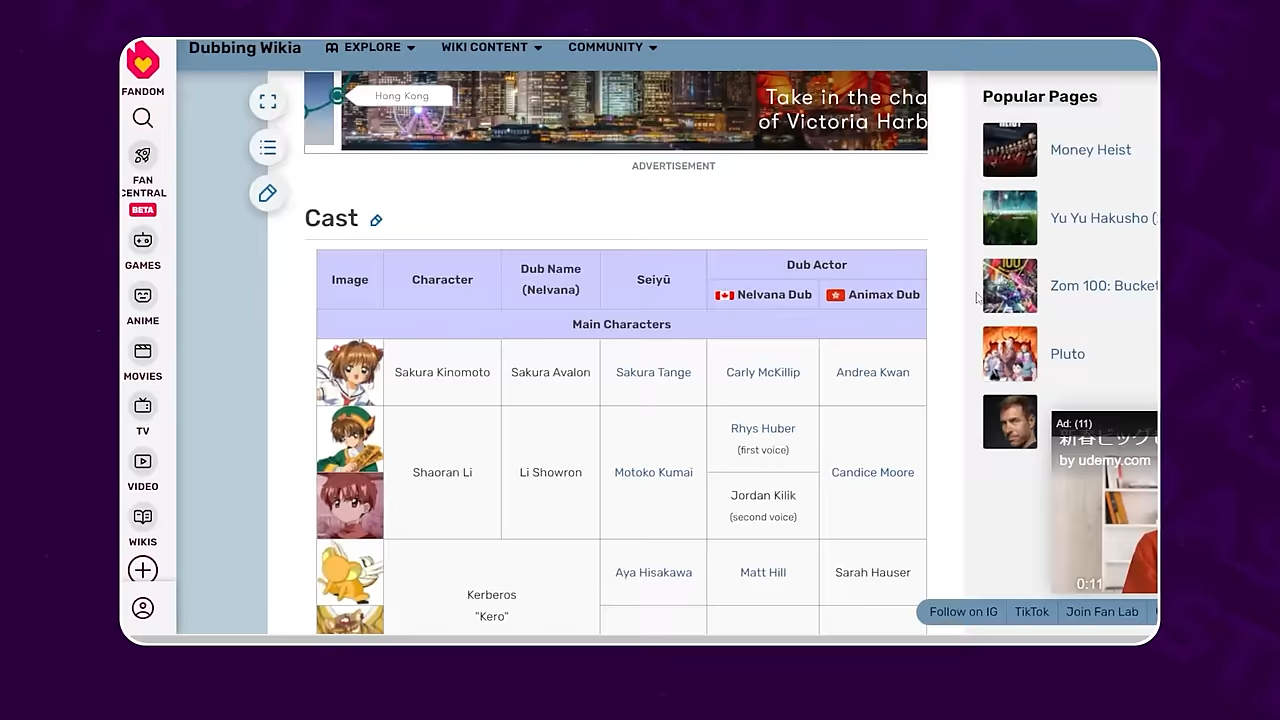 Dubbing Wikia
EXPLORE
WIKI CONTENT
COMMUNITY
FANDOM
FAN
CENTRAL
BETA
GAMES
ANIME
MOVIES
TV
VIDEO
WIKIS
Hong Kong
Take in the cha
of Victoria Harb
ADVERTISEMENT
Cast
Image
Character
Dub Name
(Nelvana)
Seiyū
Dub Actor
Nelvana Dub
Animax Dub
Main Characters
Sakura Kinomoto
Sakura Avalon
Sakura Tange
Carly McKillip
Andrea Kwan
Shaoran Li
Li Showron
Motoko Kumai
Rhys Huber
(first voice)
Jordan Kilik
(second voice)
Candice Moore
Kerberos
"Kero"
Aya Hisakawa
Matt Hill
Sarah Hauser
Popular Pages
Money Heist
Yu Yu Hakusho (
Zom 100: Bucket
Pluto
Ad: (11)
by udemy.com
0:11
Follow on IG
TikTok
Join Fan Lab